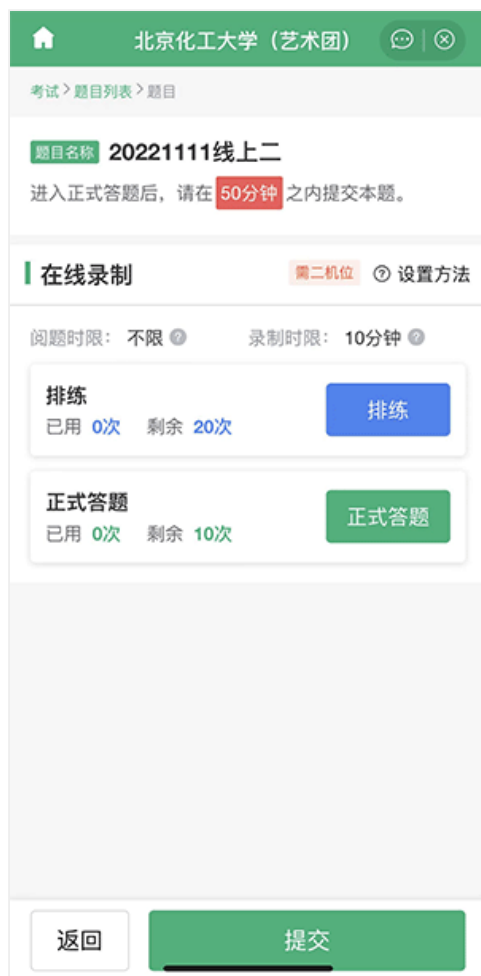 北京化工大学（艺术团）
考试>题目列表>题目
题目名称 20221111线上二
进入正式答题后，请在 50分钟 之内提交本题。
在线录制 需二机位 ? 设置方法
阅题时限： 不限 ? 录制时限： 10分钟 ?
排练
已用 0次 剩余 20次
排练
正式答题
已用 0次 剩余 10次
正式答题
返回 提交